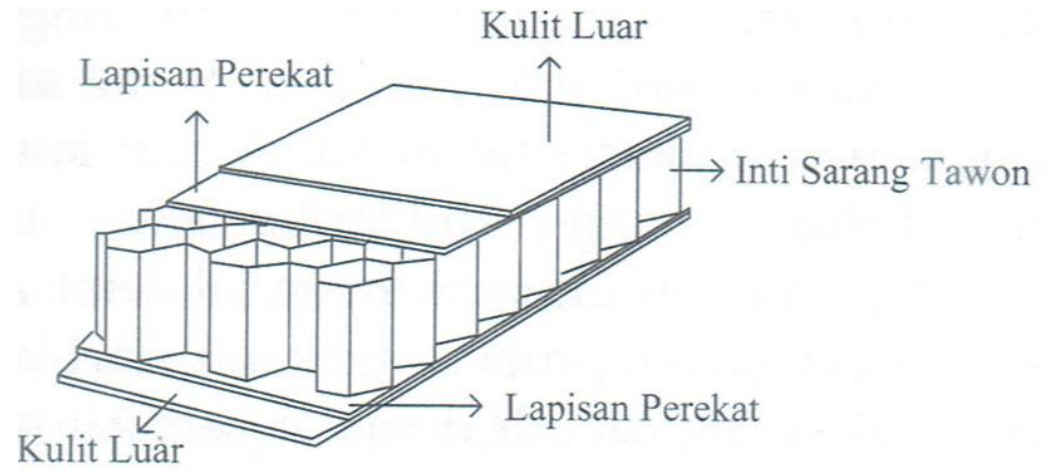 Kulit Luar
Lapisan Perekat
Inti Sarang Tawon
Lapisan Perekat
Kulit Luar